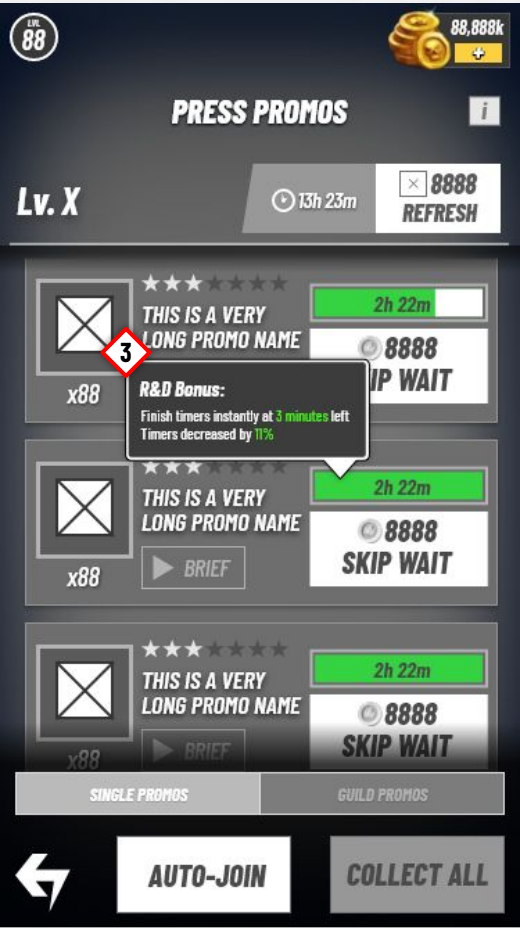 LVL
88
88,888k
+
PRESS PROMOS
i
Lv. X
13h 23m
8888
REFRESH
THIS IS A VERY
LONG PROMO NAME
x88
2h 22m
8888
IP WAIT
3
R&D Bonus:
Finish timers instantly at 3 minutes left
Timers decreased by 11%
THIS IS A VERY
LONG PROMO NAME
x88
BRIEF
2h 22m
8888
SKIP WAIT
THIS IS A VERY
LONG PROMO NAME
x88
BRIEF
2h 22m
8888
SKIP WAIT
SINGLE PROMOS
GUILD PROMOS
AUTO-JOIN
COLLECT ALL